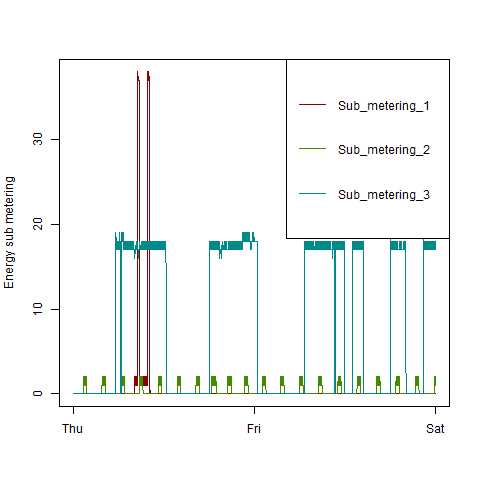 Energy sub metering
30
20
10
0
Thu
Fri
Sat
Sub_metering_1
Sub_metering_2
Sub_metering_3